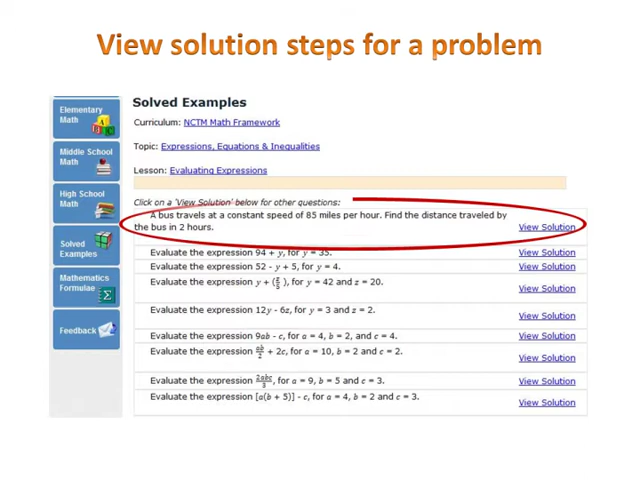 View solution steps for a problem
Elementary
Math
Middle School
Math
High School
Math
Solved
Examples
Mathematics
Formulae
Feedback
Solved Examples
Curriculum: NCTM Math Framework
Topic: Expressions, Equations & Inequalities
Lesson: Evaluating Expressions
Click on a 'View Solution' below for other questions:
A bus travels at a constant speed of 85 miles per hour. Find the distance traveled by
the bus in 2 hours. View Solution
Evaluate the expression 94 + y, for y = 35. View Solution
Evaluate the expression 52 - y + 5, for y = 4. View Solution
Evaluate the expression y + (z/5), for y = 42 and z = 20. View Solution
Evaluate the expression 12y - 6z, for y = 3 and z = 2. View Solution
Evaluate the expression 9ab - c, for a = 4, b = 2, and c = 4. View Solution
Evaluate the expression ab/2 + 2c, for a = 10, b = 2 and c = 2. View Solution
Evaluate the expression 2abc/3, for a = 9, b = 5 and c = 3. View Solution
Evaluate the expression [a(b + 5)] - c, for a = 4, b = 2 and c = 3. View Solution